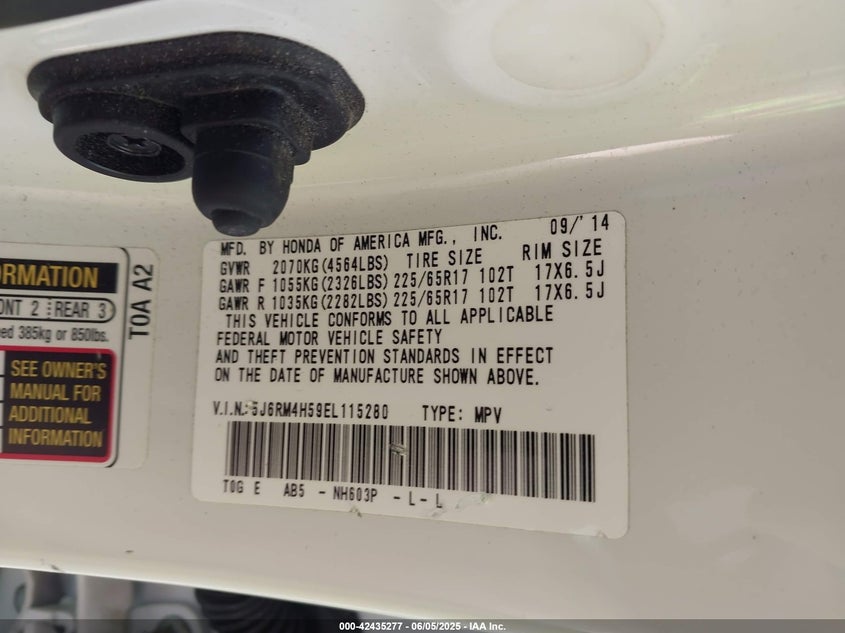 09/'14
MFD. BY HONDA OF AMERICA MFG., INC.
GVWR 2070KG(4564LBS) TIRE SIZE RIM SIZE
GAWR F 1055KG(2326LBS) 225/65R17 102T 17X6.5J
GAWR R 1035KG(2282LBS) 225/65R17 102T 17X6.5J
THIS VEHICLE CONFORMS TO ALL APPLICABLE
FEDERAL MOTOR VEHICLE SAFETY
AND THEFT PREVENTION STANDARDS IN EFFECT
ON THE DATE OF MANUFACTURE SHOWN ABOVE.
V.I.N.: 5J6RM4H59EL115280 TYPE: MPV
T0G E AB5 - NH603P - L - L
T0A A2
REAR 3
385kg or 850lbs.
SEE OWNER'S
MANUAL FOR
ADDITIONAL
INFORMATION
000-42435277 - 06/05/2025 - IAA Inc.